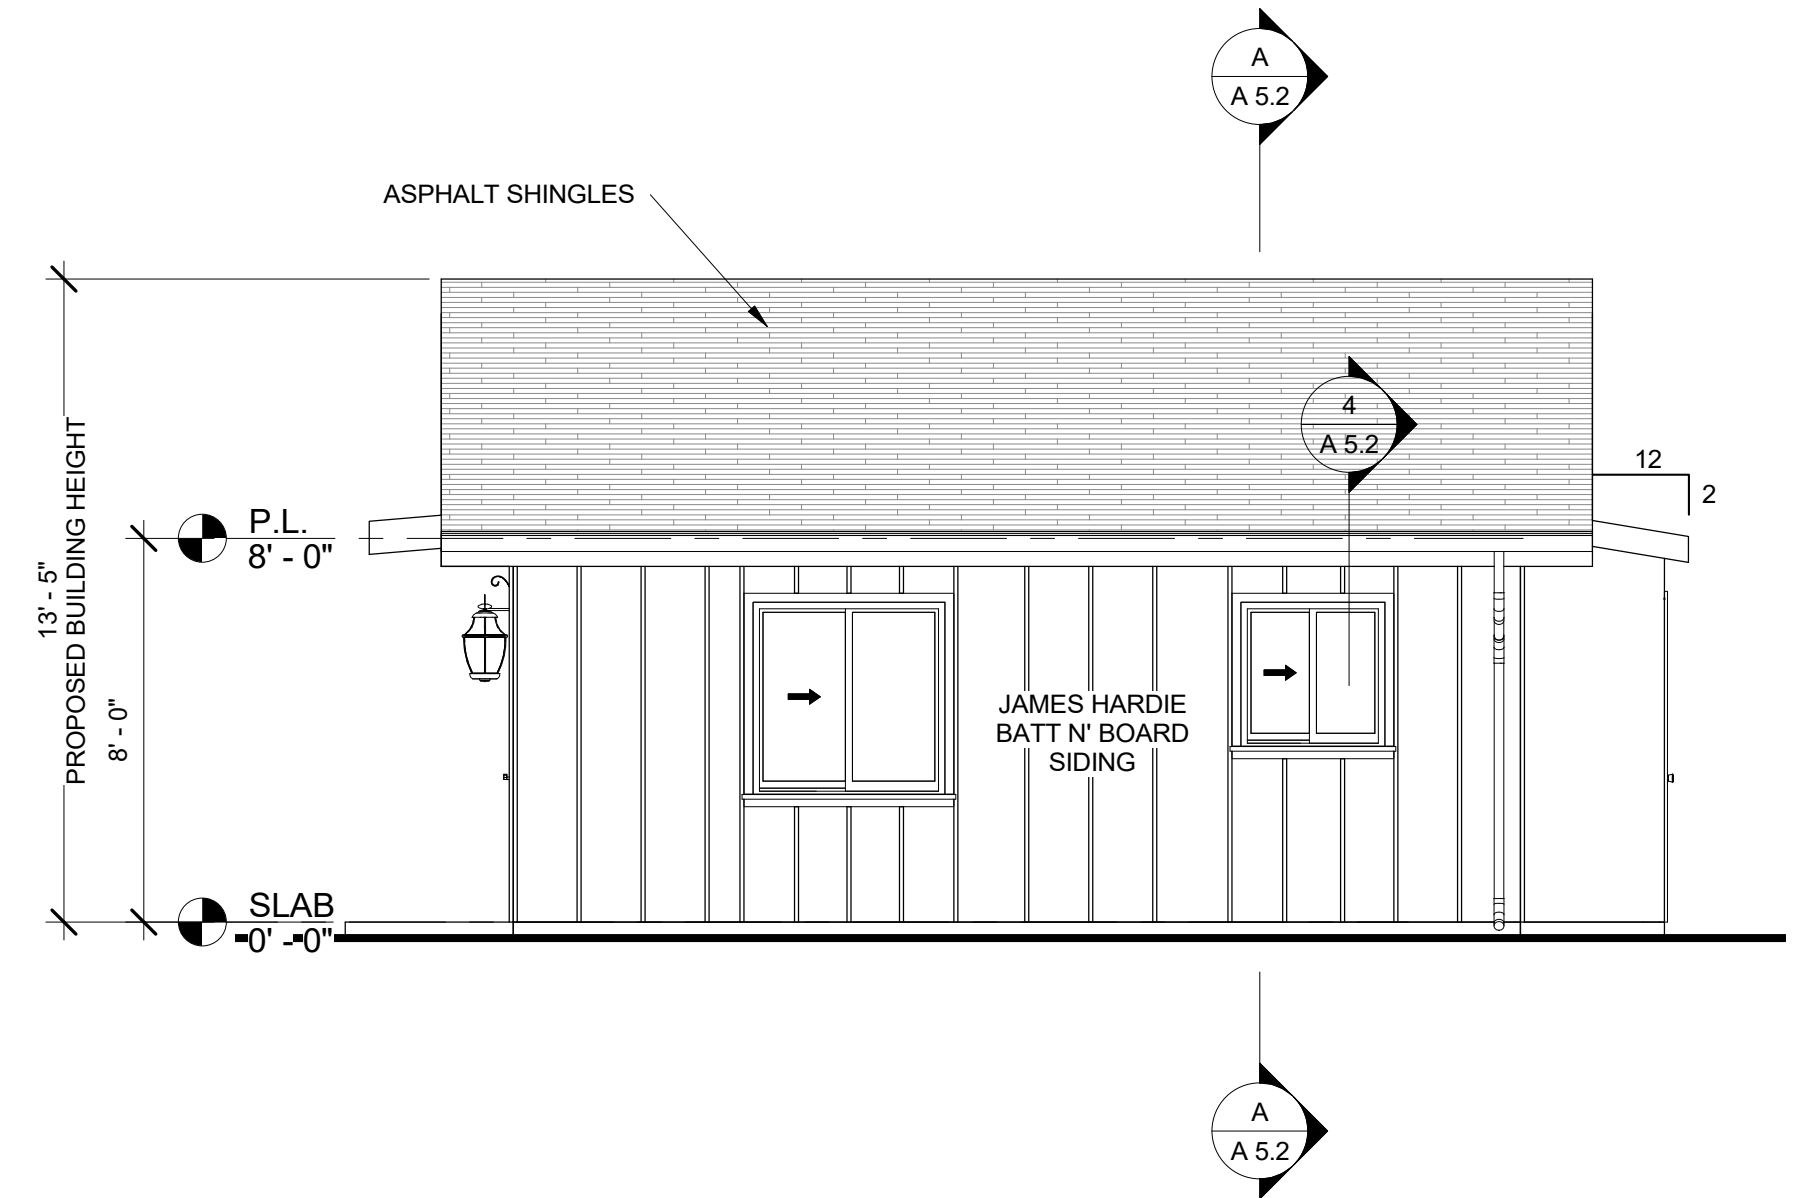 A
A 5.2
ASPHALT SHINGLES
4
A 5.2
12
2
P.L.
8' - 0"
13' - 5"
PROPOSED BUILDING HEIGHT
8' - 0"
JAMES HARDIE
BATT N' BOARD
SIDING
SLAB
0' - 0"
A
A 5.2